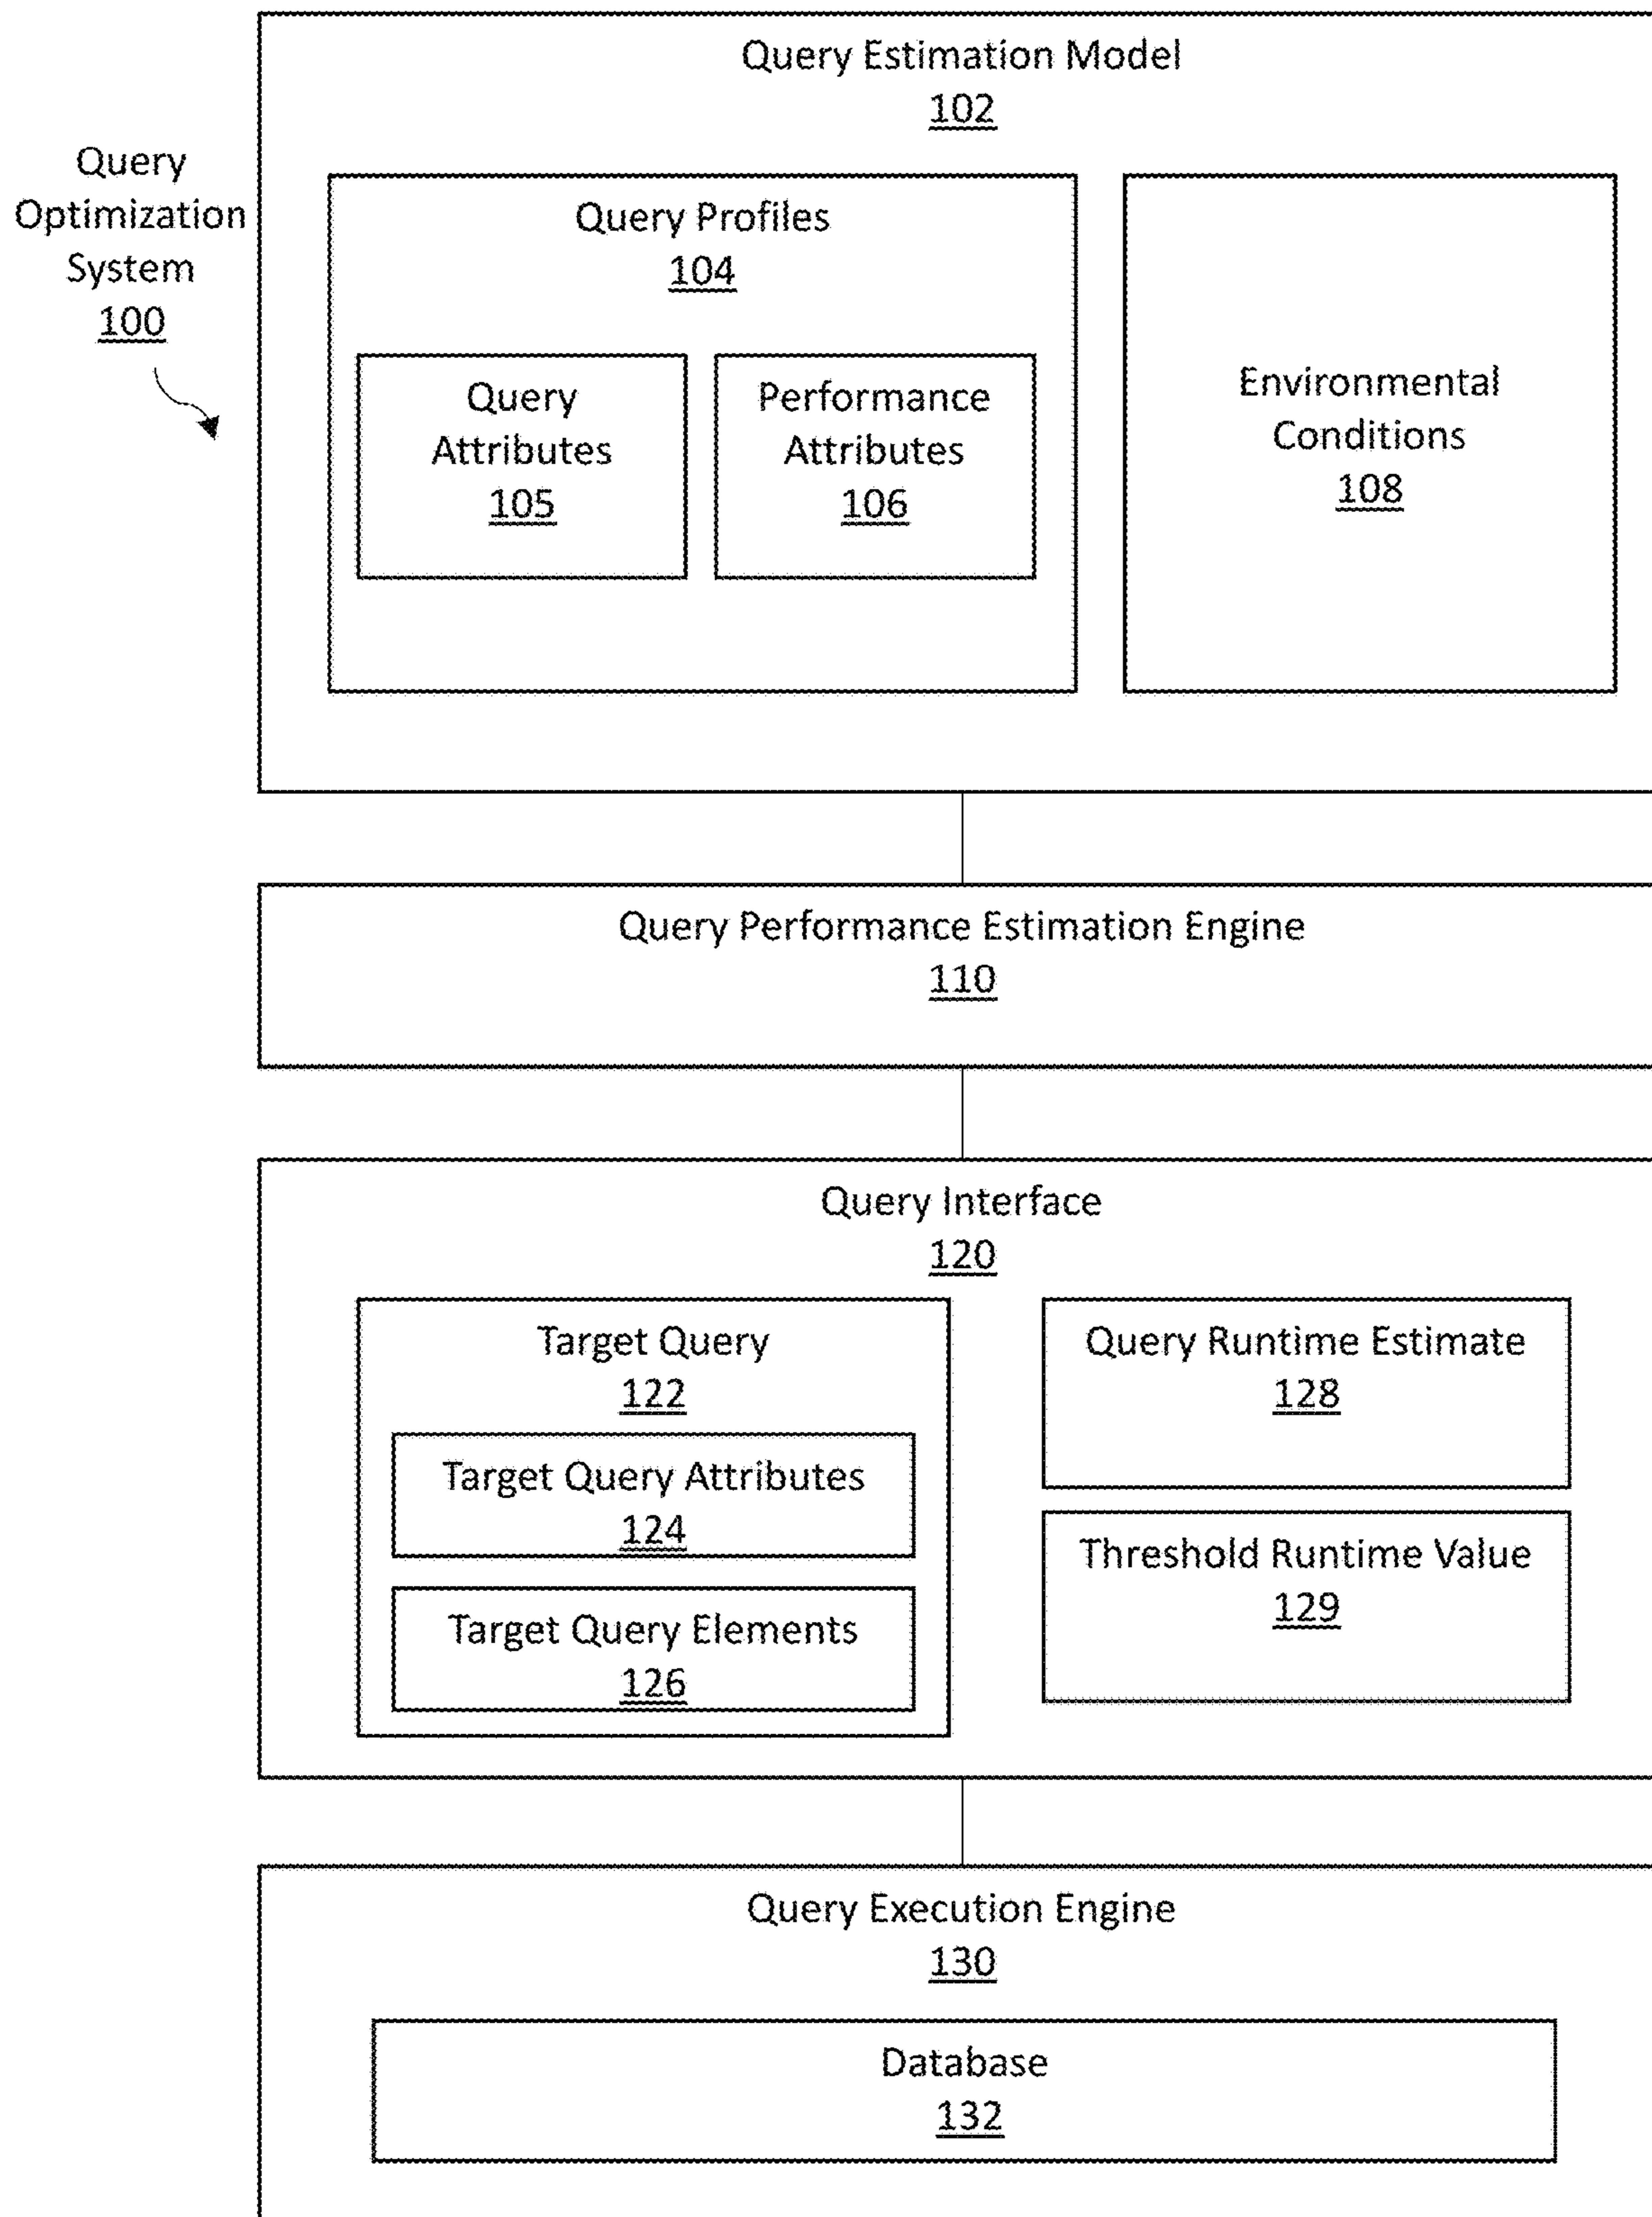 Query Estimation Model
102
Query
Optimization
System
100
Query Profiles
104
Query
Attributes
105
Performance
Attributes
106
Environmental
Conditions
108
Query Performance Estimation Engine
110
Query Interface
120
Target Query
122
Target Query Attributes
124
Target Query Elements
126
Query Runtime Estimate
128
Threshold Runtime Value
129
Query Execution Engine
130
Database
132